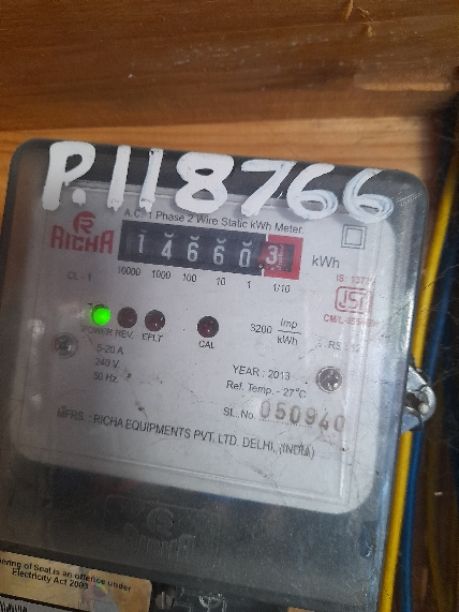 P.118766
A.C. 1 Phase 2 Wire Static kWh Meter
RICHA
1 4 6 6 0 3
kWh
CL - 1
10000 1000 100 10 1 1/10
POWER REV. EFLT
CAL
3200 Imp/kWh
5-20 A
240 V
50 Hz
YEAR : 2013
Ref. Temp. - 27°C
SL. No. 050940
MFRS. : RICHA EQUIPMENTS PVT. LTD. DELHI, (INDIA)
ering of Seal is an offence under
Electricity Act 2003